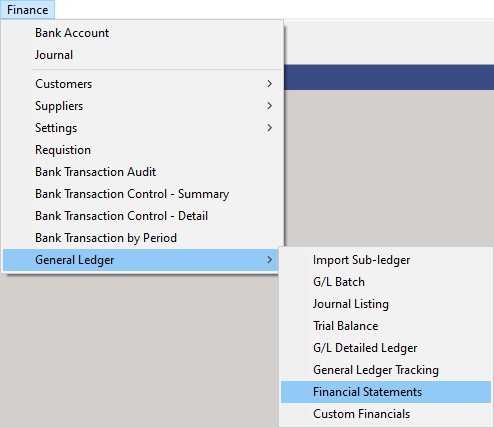 Finance
Bank Account
Journal
Customers
Suppliers
Settings
Requistion
Bank Transaction Audit
Bank Transaction Control - Summary
Bank Transaction Control - Detail
Bank Transaction by Period
General Ledger
Import Sub-ledger
G/L Batch
Journal Listing
Trial Balance
G/L Detailed Ledger
General Ledger Tracking
Financial Statements
Custom Financials